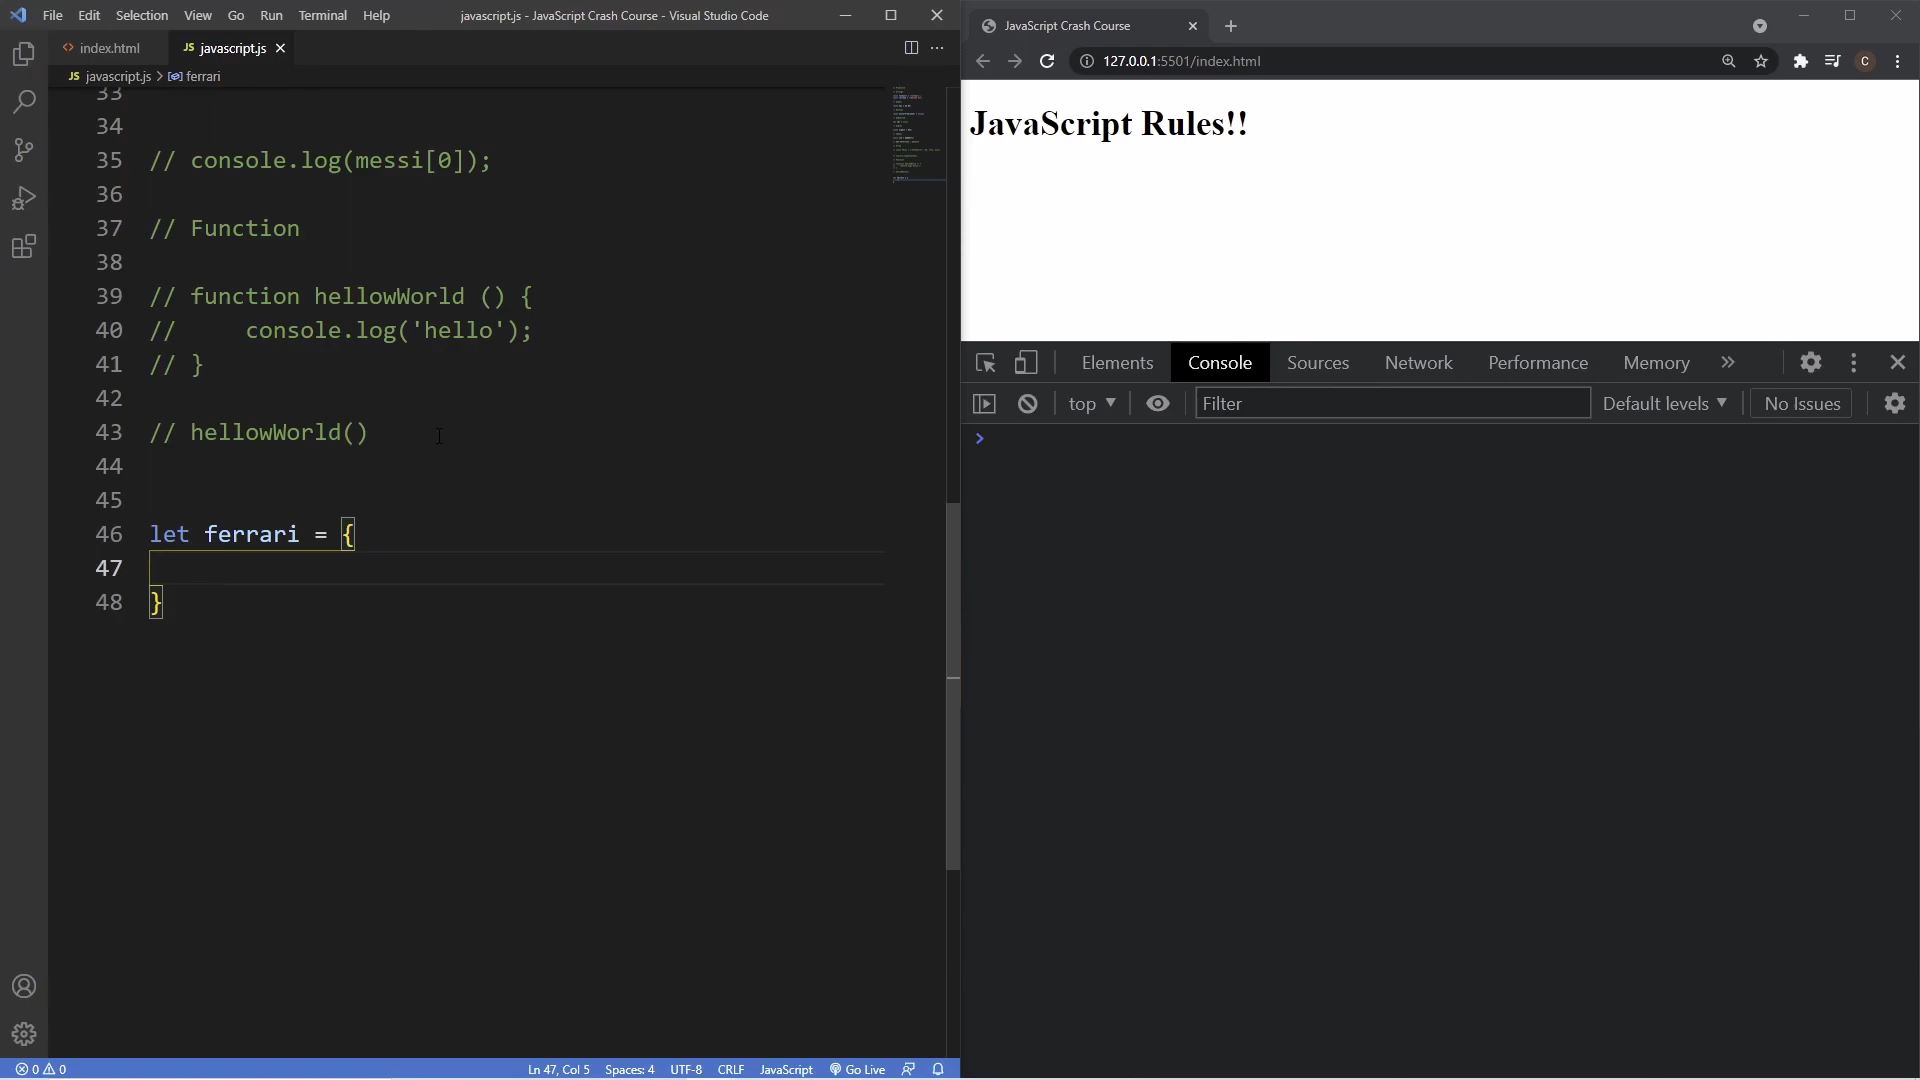 File Edit Selection View Go Run Terminal Help
javascript.js - JavaScript Crash Course - Visual Studio Code
index.html
JS javascript.js
JS javascript.js > ferrari
33
34
35 // console.log(messi[0]);
36
37 // Function
38
39 // function hellowWorld () {
40 //     console.log('hello');
41 // }
42
43 // hellowWorld()
44
45
46 let ferrari = {
47
48 }
0 0
Ln 47, Col 5 Spaces: 4 UTF-8 CRLF JavaScript Go Live
JavaScript Crash Course
127.0.0.1:5501/index.html
C
JavaScript Rules!!
Elements Console Sources Network Performance Memory
top Filter Default levels No Issues